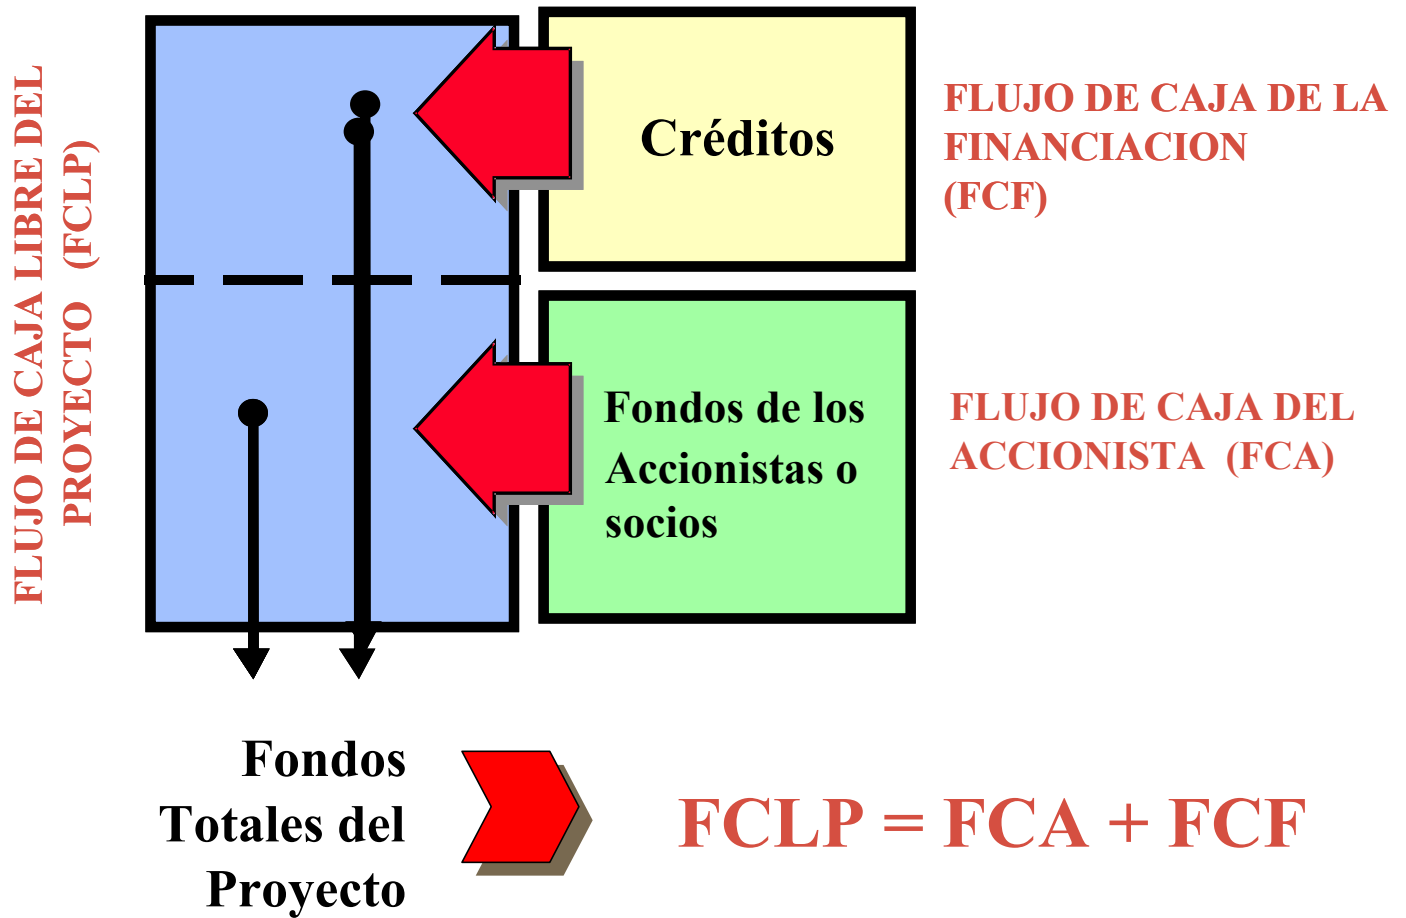 FLUJO DE CAJA LIBRE DEL
PROYECTO (FCLP)
Créditos
FLUJO DE CAJA DE LA
FINANCIACION
(FCF)
Fondos de los
Accionistas o
socios
FLUJO DE CAJA DEL
ACCIONISTA (FCA)
Fondos
Totales del
Proyecto
FCLP = FCA + FCF